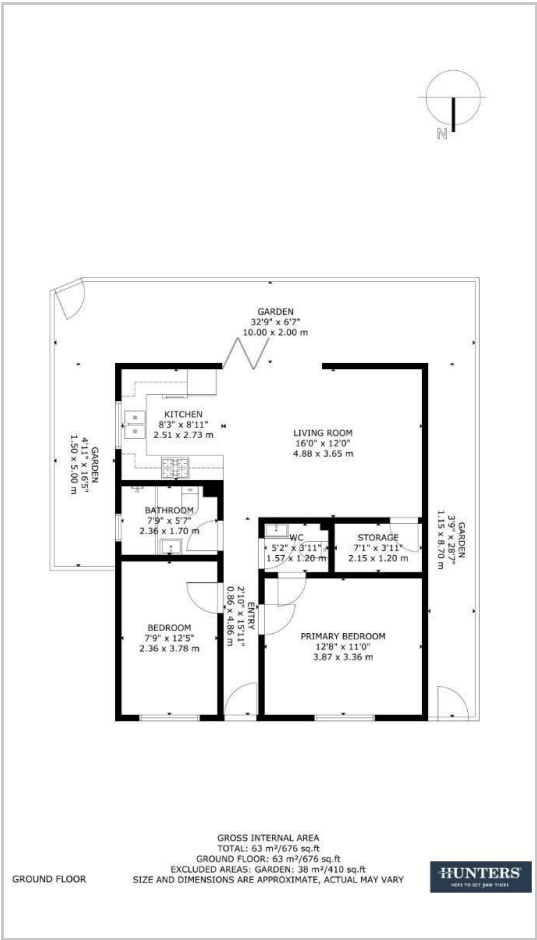 N
GARDEN
32'9" x 6'7"
10.00 x 2.00 m
KITCHEN
8'3" x 8'11"
2.51 x 2.73 m
LIVING ROOM
16'0" x 12'0"
4.88 x 3.65 m
GARDEN
4'11" x 16'5"
1.50 x 5.00 m
BATHROOM
7'9" x 5'7"
2.36 x 1.70 m
WC
5'2" x 3'11"
1.57 x 1.20 m
STORAGE
7'1" x 3'11"
2.15 x 1.20 m
GARDEN
3'9" x 28'7"
1.15 x 8.70 m
ENTRY
2'10" x 15'11"
0.86 x 4.86 m
BEDROOM
7'9" x 12'5"
2.36 x 3.78 m
PRIMARY BEDROOM
12'8" x 11'0"
3.87 x 3.36 m
GROSS INTERNAL AREA
TOTAL: 63 m²/676 sq.ft
GROUND FLOOR: 63 m²/676 sq.ft
EXCLUDED AREAS: GARDEN: 38 m²/410 sq.ft
SIZE AND DIMENSIONS ARE APPROXIMATE, ACTUAL MAY VARY
GROUND FLOOR
HUNTERS®
HERE TO GET you THERE